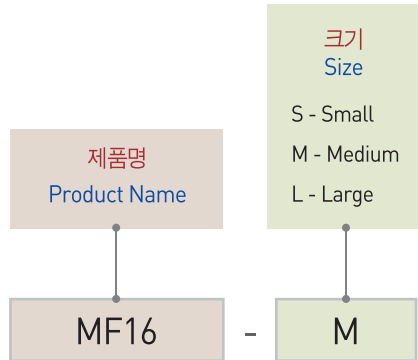 크기
Size
S - Small
M - Medium
L - Large
제품명
Product Name
MF16 - M